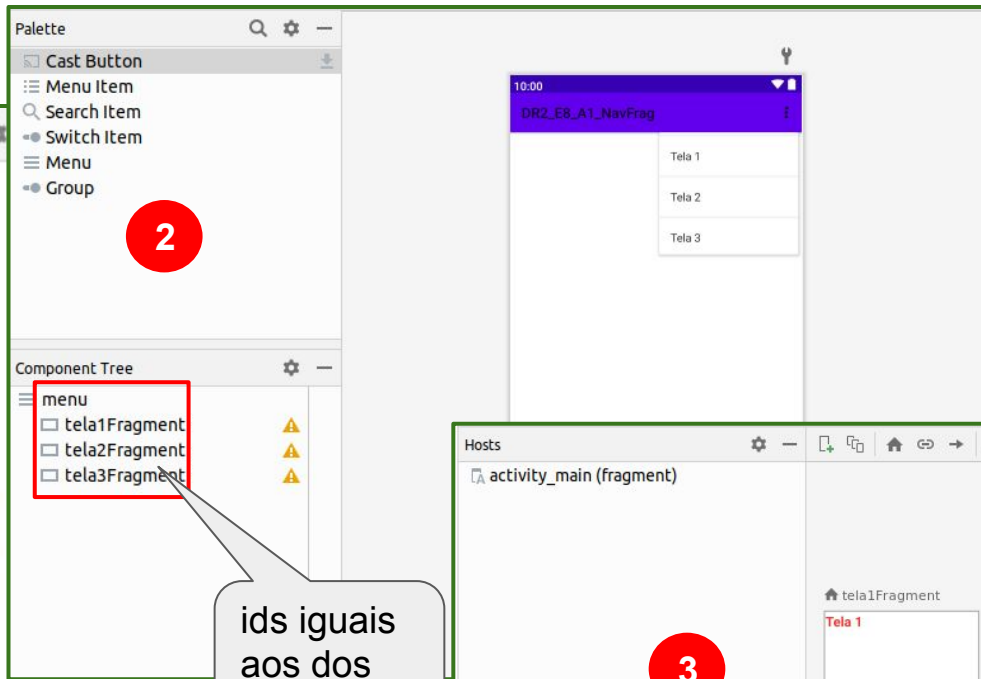 Palette
Cast Button
Menu Item
Search Item
Switch Item
Menu
Group
2
10:00
DR2_E8_A1_NavFrag
Tela 1
Tela 2
Tela 3
Component Tree
menu
tela1Fragment
tela2Fragment
tela3Fragment
ids iguais
aos dos
Hosts
activity_main (fragment)
3
tela1Fragment
Tela 1